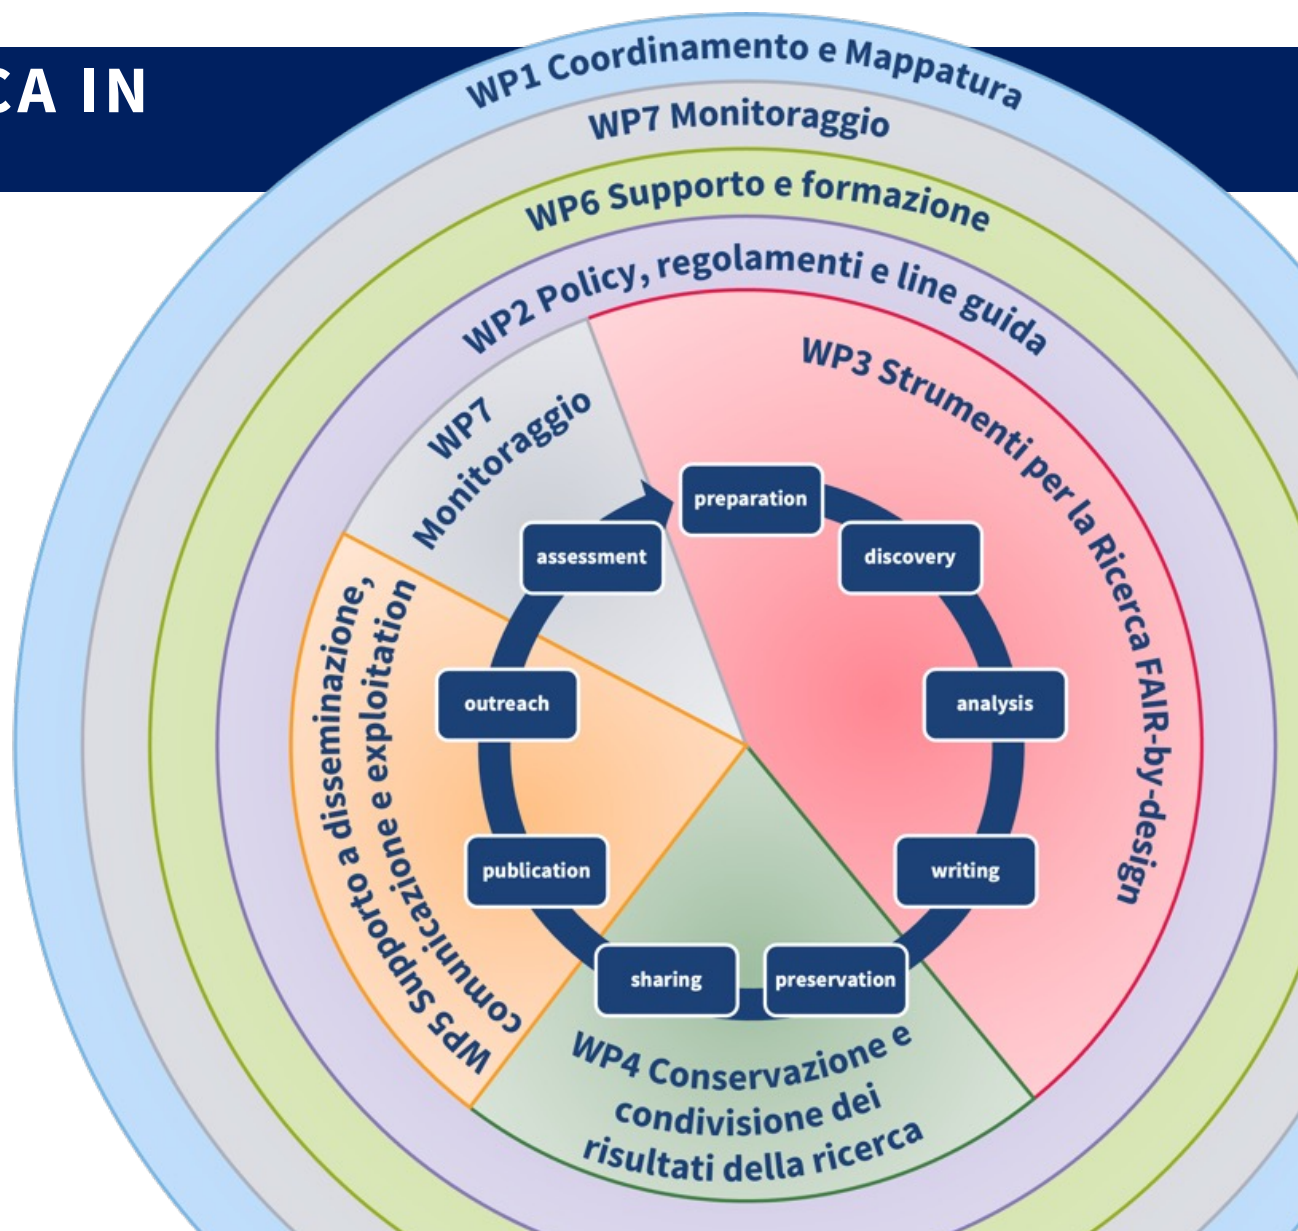 CA IN
WP1 Coordinamento e Mappatura
WP7 Monitoraggio
WP6 Supporto e formazione
WP2 Policy, regolamenti e line guida
WP3 Strumenti per la Ricerca FAIR-by-design
WP7
Monitoraggio
preparation
discovery
assessment
analysis
outreach
writing
publication
preservation
sharing
WP5 Supporto a disseminazione,
comunicazione e exploitation
WP4 Conservazione e
condivisione dei
risultati della ricerca